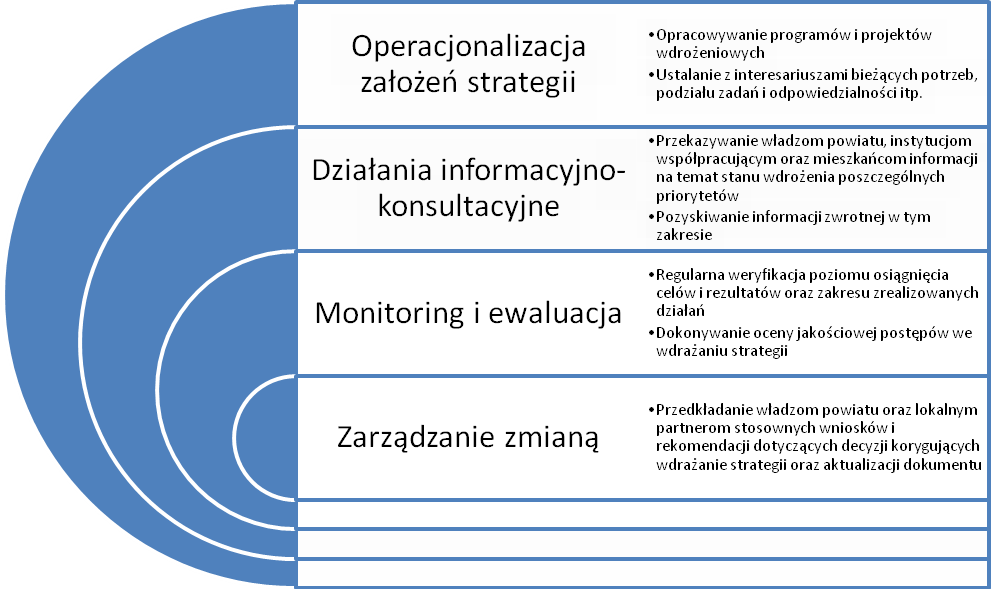 Operacjonalizacja
założeń strategii
•Opracowywanie programów i projektów
wdrożeniowych
•Ustalanie z interesariuszami bieżących potrzeb,
podziału zadań i odpowiedzialności itp.
Działania informacyjno-
konsultacyjne
•Przekazywanie władzom powiatu, instytucjom
współpracującym oraz mieszkańcom informacji
na temat stanu wdrożenia poszczególnych
priorytetów
•Pozyskiwanie informacji zwrotnej w tym
zakresie
Monitoring i ewaluacja
•Regularna weryfikacja poziomu osiągnięcia
celów i rezultatów oraz zakresu zrealizowanych
działań
•Dokonywanie oceny jakościowej postępów we
wdrażaniu strategii
Zarządzanie zmianą
•Przedkładanie władzom powiatu oraz lokalnym
partnerom stosownych wniosków i
rekomendacji dotyczących decyzji korygujących
wdrażanie strategii oraz aktualizacji dokumentu